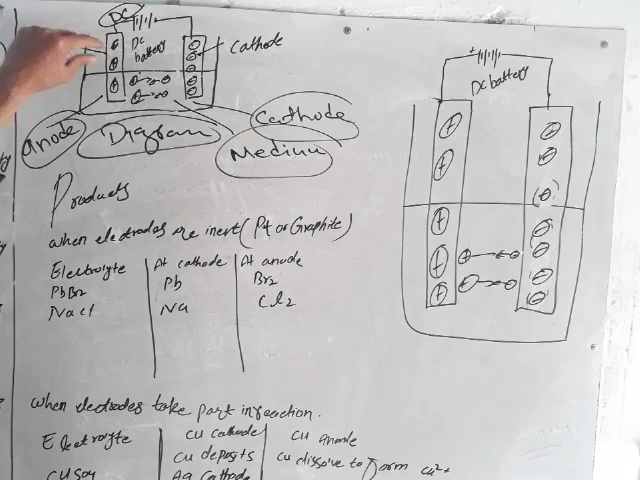 DC
DC
battery
Cathode
anode
Diagram
Cathode
Medium
DC battery
Products
when electrodes are inert (Pt or Graphite)
Electrolyte At cathode At anode
PbBr2 Pb Br2
NaCl Na Cl2
when electrodes take part in reaction.
Electrolyte Cu Cathode Cu anode
Cu deposits Cu dissolve to form Cu2+
CuSO4 Ag Cathode